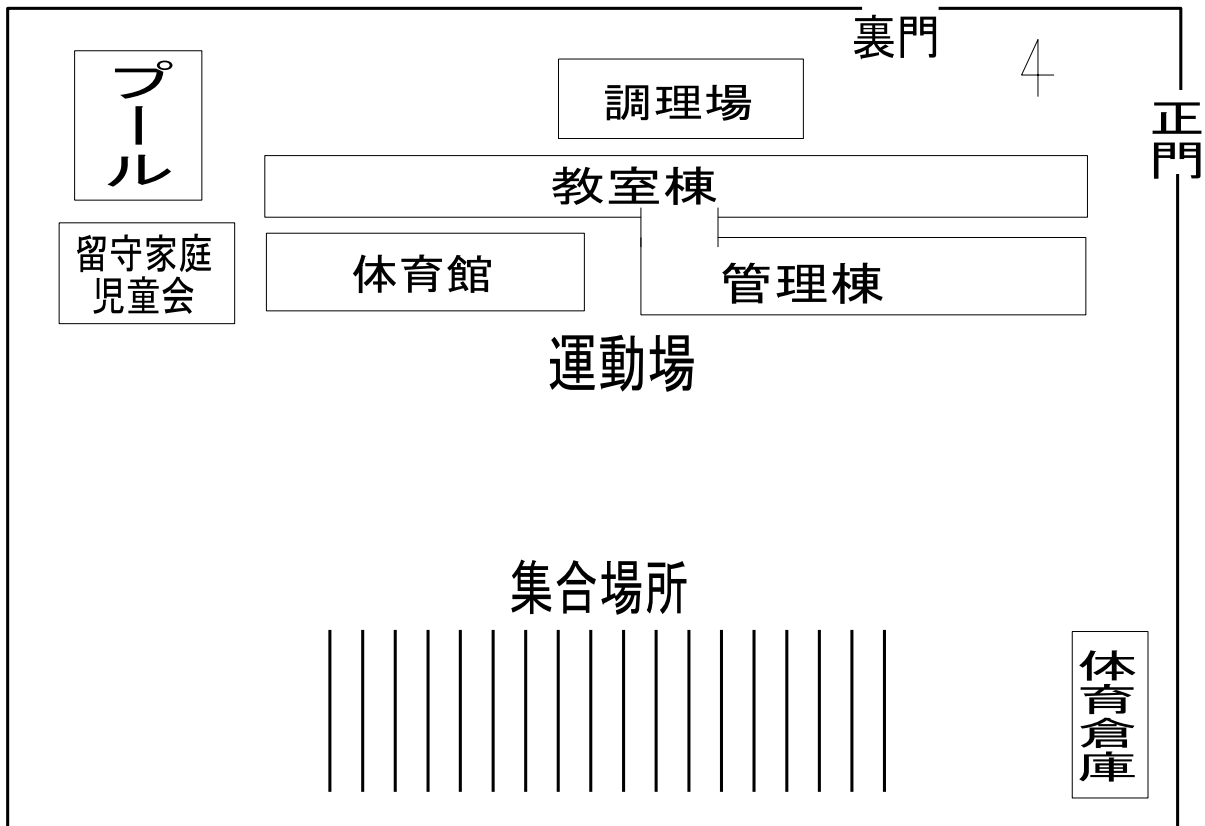 裏門
プール
調理場
正門
教室棟
留守家庭
児童会
体育館
管理棟
運動場
集合場所
体育倉庫